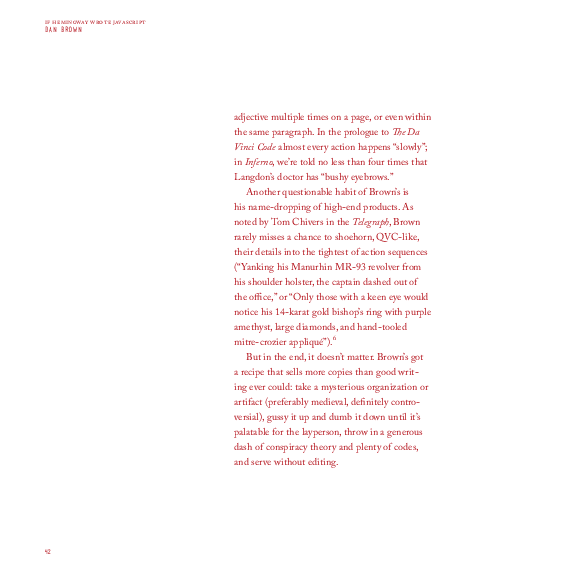 IF HEMINGWAY WROTE JAVASCRIPT
DAN BROWN
adjective multiple times on a page, or even within
the same paragraph. In the prologue to The Da
Vinci Code almost every action happens “slowly”;
in Inferno, we’re told no less than four times that
Langdon’s doctor has “bushy eyebrows.”
Another questionable habit of Brown’s is
his name-dropping of high-end products. As
noted by Tom Chivers in the Telegraph, Brown
rarely misses a chance to shoehorn, QVC-like,
their details into the tightest of action sequences
(“Yanking his Manurhin MR-93 revolver from
his shoulder holster, the captain dashed out of
the office,” or “Only those with a keen eye would
notice his 14-karat gold bishop’s ring with purple
amethyst, large diamonds, and hand-tooled
mitre-crozier appliqué”).⁶
But in the end, it doesn’t matter. Brown’s got
a recipe that sells more copies than good writ-
ing ever could: take a mysterious organization or
artifact (preferably medieval, definitely contro-
versial), gussy it up and dumb it down until it’s
palatable for the layperson, throw in a generous
dash of conspiracy theory and plenty of codes,
and serve without editing.
92